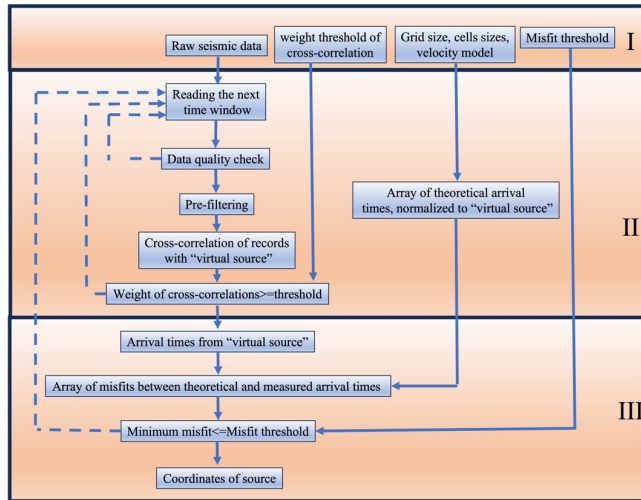 Raw seismic data
weight threshold of
cross-correlation
Grid size, cells sizes,
velocity model
Misfit threshold
I
Reading the next
time window
Data quality check
Pre-filtering
Array of theoretical arrival
times, normalized to “virtual source”
II
Cross-correlation of records
with “virtual source”
Weight of cross-correlations>=threshold
Arrival times from “virtual source”
Array of misfits between theoretical and measured arrival times
III
Minimum misfit<=Misfit threshold
Coordinates of source